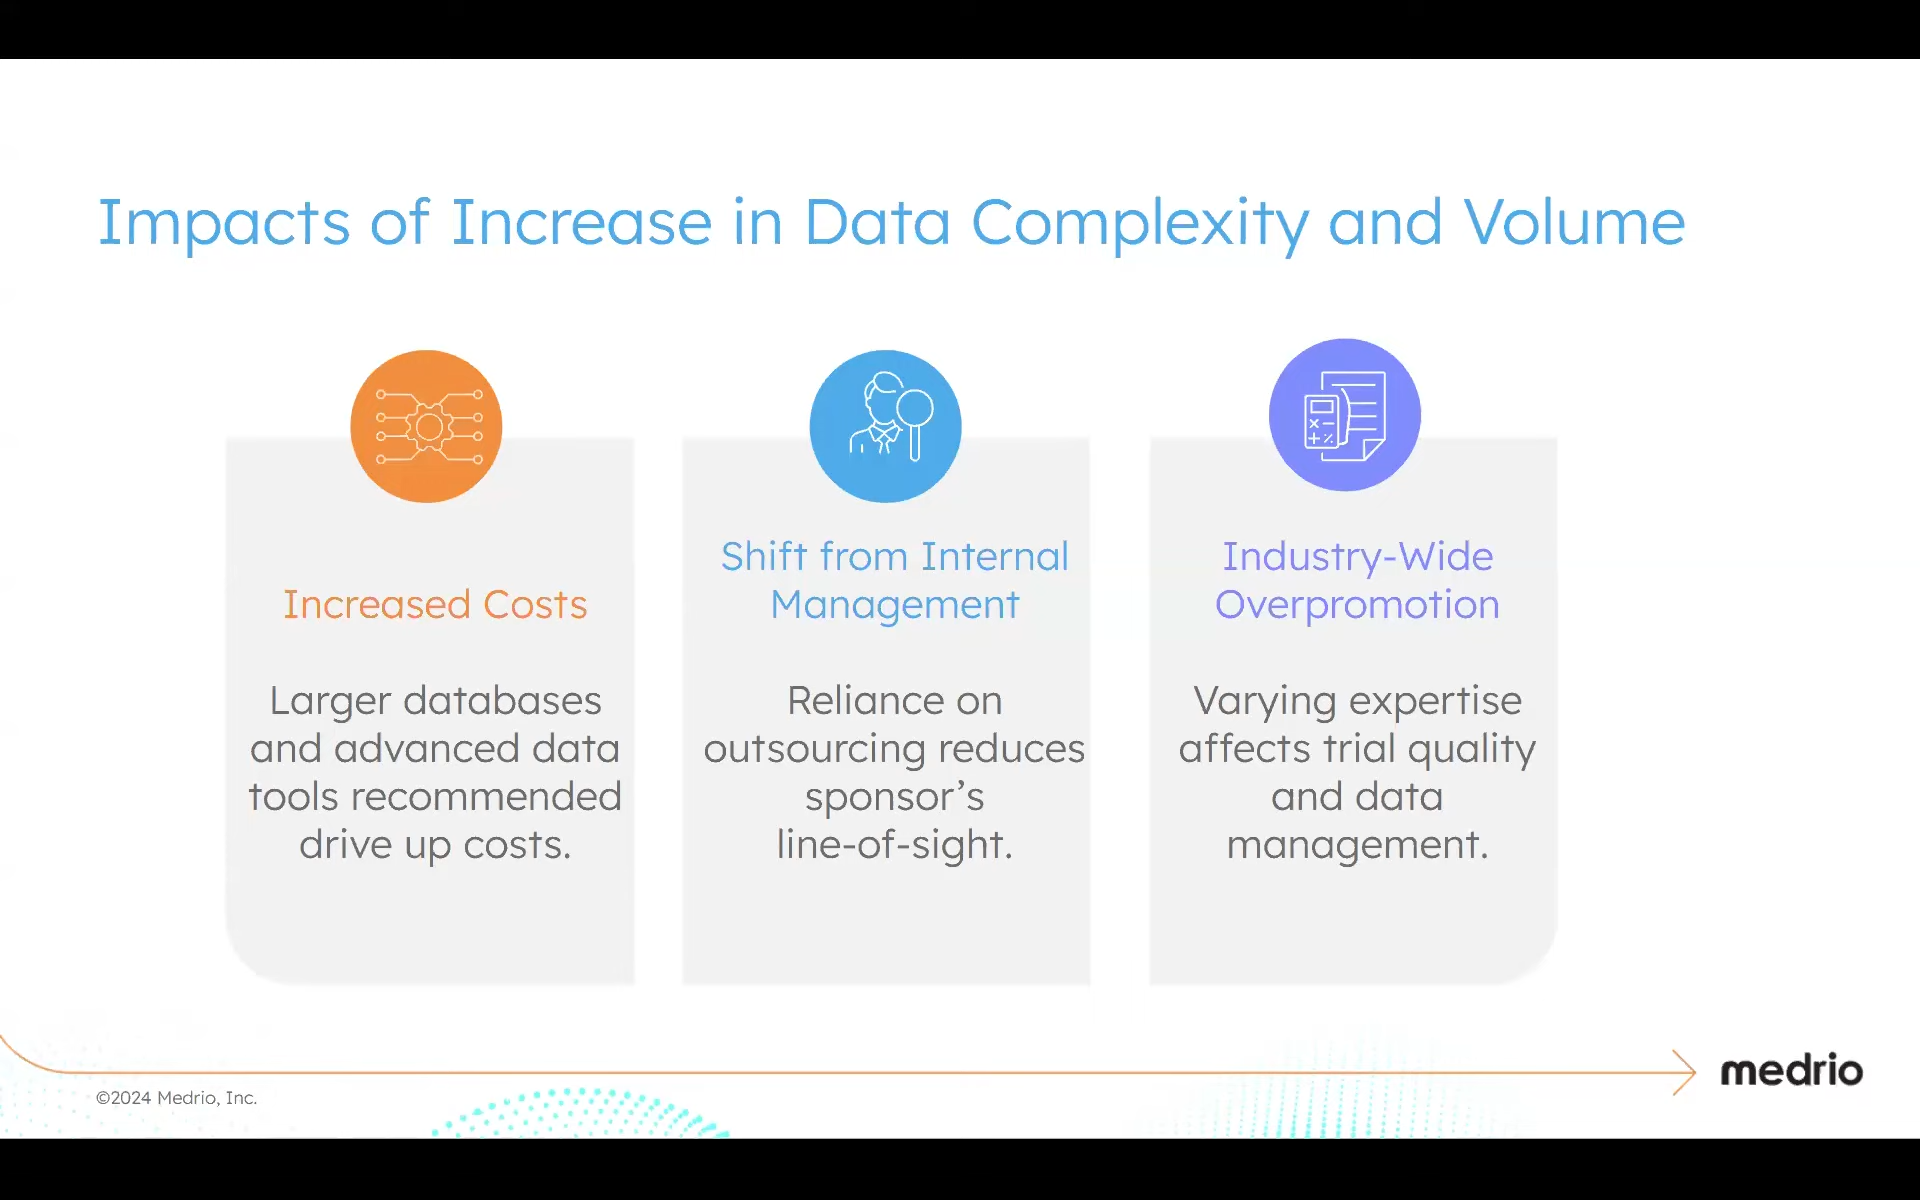 Impacts of Increase in Data Complexity and Volume
Increased Costs
Larger databases
and advanced data
tools recommended
drive up costs.
Shift from Internal
Management
Reliance on
outsourcing reduces
sponsor’s
line-of-sight.
Industry-Wide
Overpromotion
Varying expertise
affects trial quality
and data
management.
©2024 Medrio, Inc.
medrio